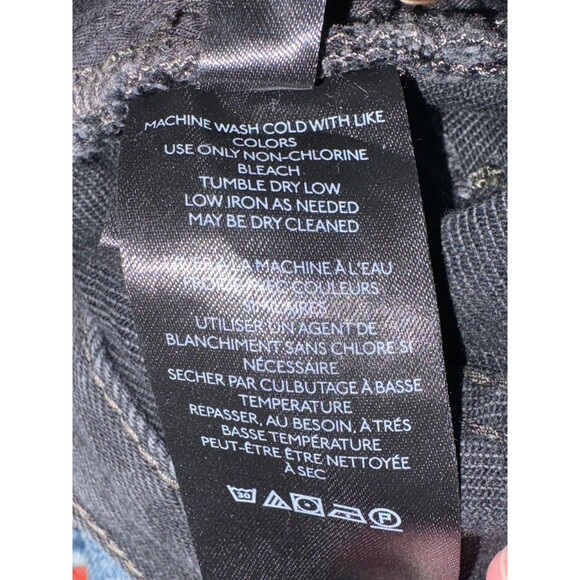 MACHINE WASH COLD WITH LIKE
COLORS
USE ONLY NON-CHLORINE
BLEACH
TUMBLE DRY LOW
LOW IRON AS NEEDED
MAY BE DRY CLEANED
MACHINE À L'EAU
COULEURS
UTILISER UN AGENT DE
BLANCHIMENT SANS CHLORE SI
NÉCESSAIRE
SECHER PAR CULBUTAGE À BASSE
TEMPERATURE
REPASSER, AU BESOIN, À TRÉS
BASSE TEMPÉRATURE
PEUT-ÊTRE ÊTRE NETTOYÉE
À SEC
30 P